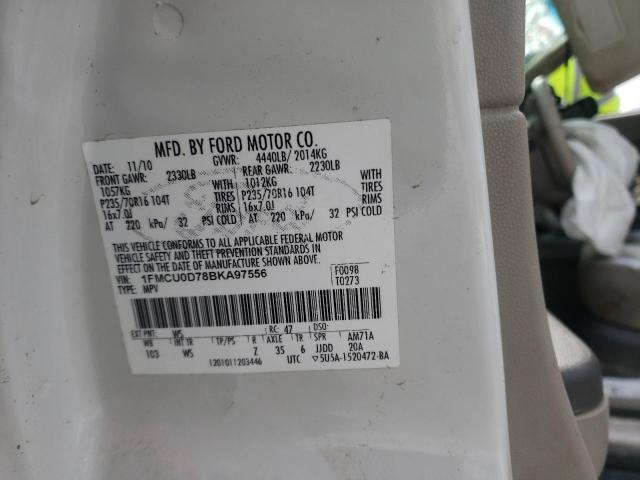 MFD. BY FORD MOTOR CO.
DATE: 11/10 GVWR: 4440LB/ 2014KG
FRONT GAWR: 2330LB REAR GAWR: 2230LB
1057KG WITH 1012KG WITH
P235/70R16 104T TIRES P235/70R16 104T TIRES
16x7.0J RIMS 16x7.0J RIMS
AT 220 kPa/ 32 PSI COLD AT 220 kPa/ 32 PSI COLD
THIS VEHICLE CONFORMS TO ALL APPLICABLE FEDERAL MOTOR
VEHICLE SAFETY AND THEFT PREVENTION STANDARDS IN
EFFECT ON THE DATE OF MANUFACTURE SHOWN ABOVE.
VIN: 1FMCU0D78BKA97556 F0098
TYPE: MPV T0273
EXT PNT: WS RC: 47 DSO:
WB INT TR TP/PS R AXLE TR SPR AM71A
103 WS Z 35 6 JJDD 20A
1201011203446 UTC ▽5U5A-1520472-BA